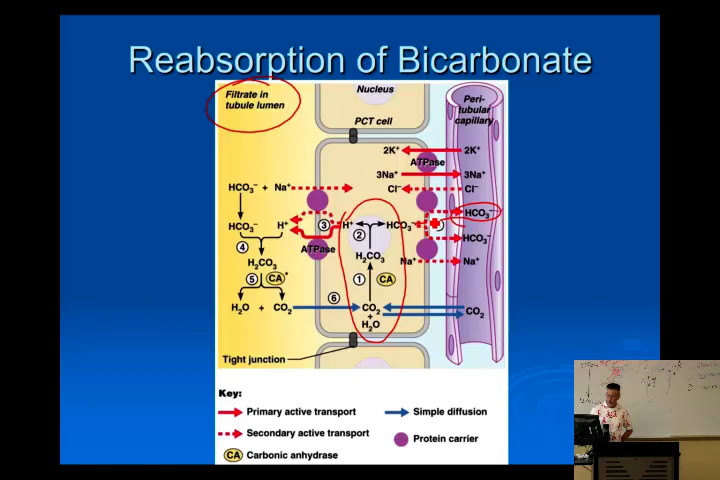 Reabsorption of Bicarbonate
Filtrate in
tubule lumen
Nucleus
PCT cell
Peri-
tubular
capillary
2K⁺ 2K⁺
ATPase
3Na⁺ 3Na⁺
HCO₃⁻ + Na⁺ Cl⁻ Cl⁻
HCO₃⁻
HCO₃⁻ H⁺ ③ H⁺ ② HCO₃⁻
HCO₃⁻
④ ATPase
H₂CO₃ H₂CO₃ Na⁺ Na⁺
⑤ CA* ① CA
⑥
H₂O + CO₂ CO₂ CO₂
+
H₂O
Tight junction
Key:
Primary active transport Simple diffusion
Secondary active transport Protein carrier
CA Carbonic anhydrase